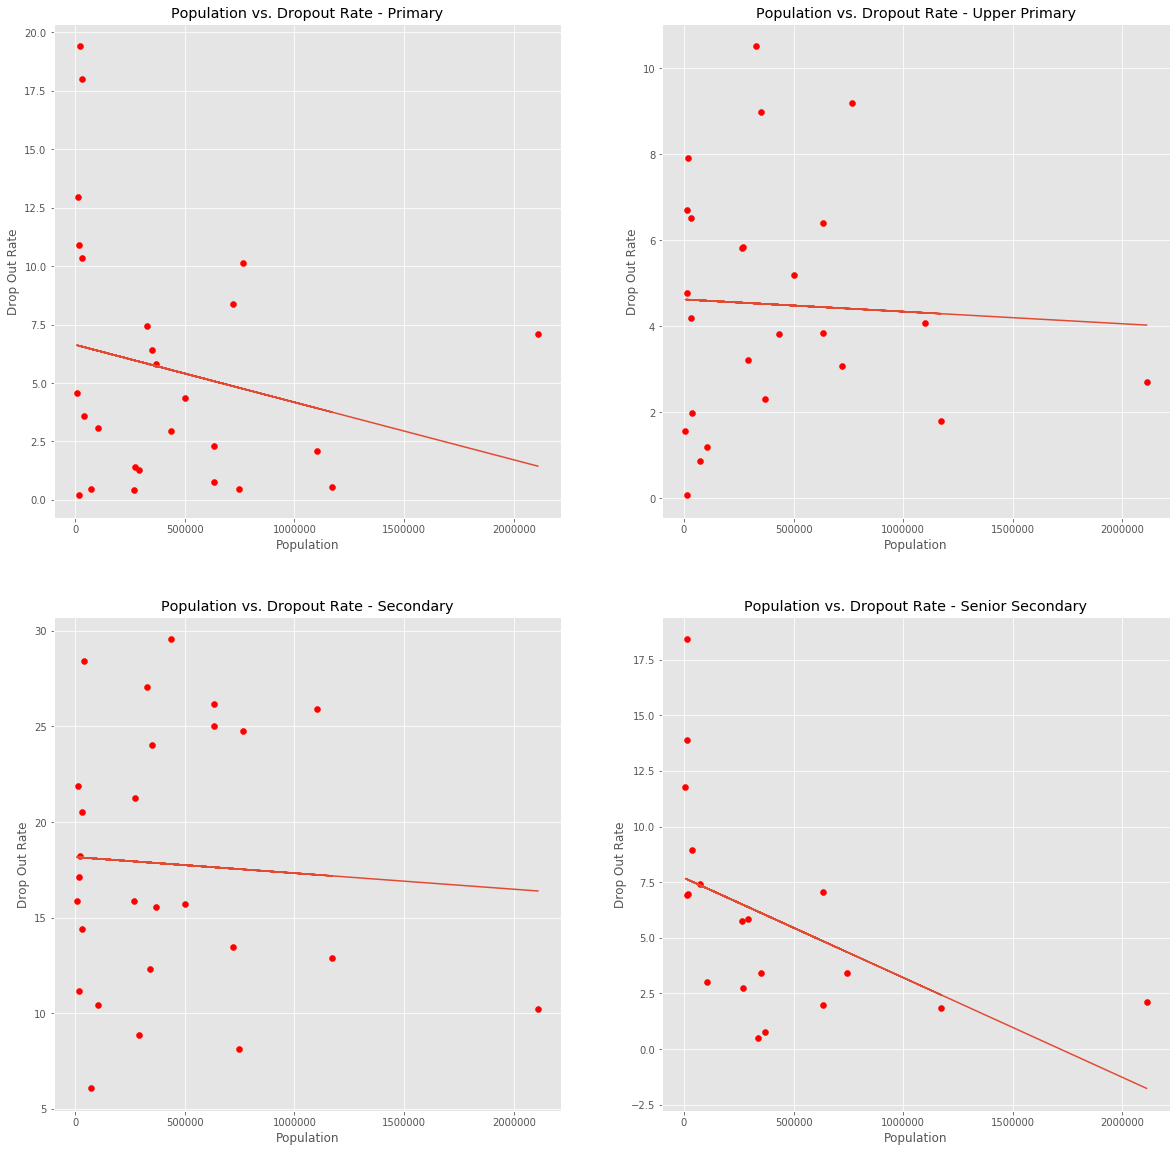 Population vs. Dropout Rate - Primary
Drop Out Rate
20.0
17.5
15.0
12.5
10.0
7.5
5.0
2.5
0.0
0 500000 1000000 1500000 2000000
Population
Population vs. Dropout Rate - Upper Primary
Drop Out Rate
10
8
6
4
2
0
0 500000 1000000 1500000 2000000
Population
Population vs. Dropout Rate - Secondary
Drop Out Rate
30
25
20
15
10
5
0 500000 1000000 1500000 2000000
Population
Population vs. Dropout Rate - Senior Secondary
Drop Out Rate
17.5
15.0
12.5
10.0
7.5
5.0
2.5
0.0
−2.5
0 500000 1000000 1500000 2000000
Population